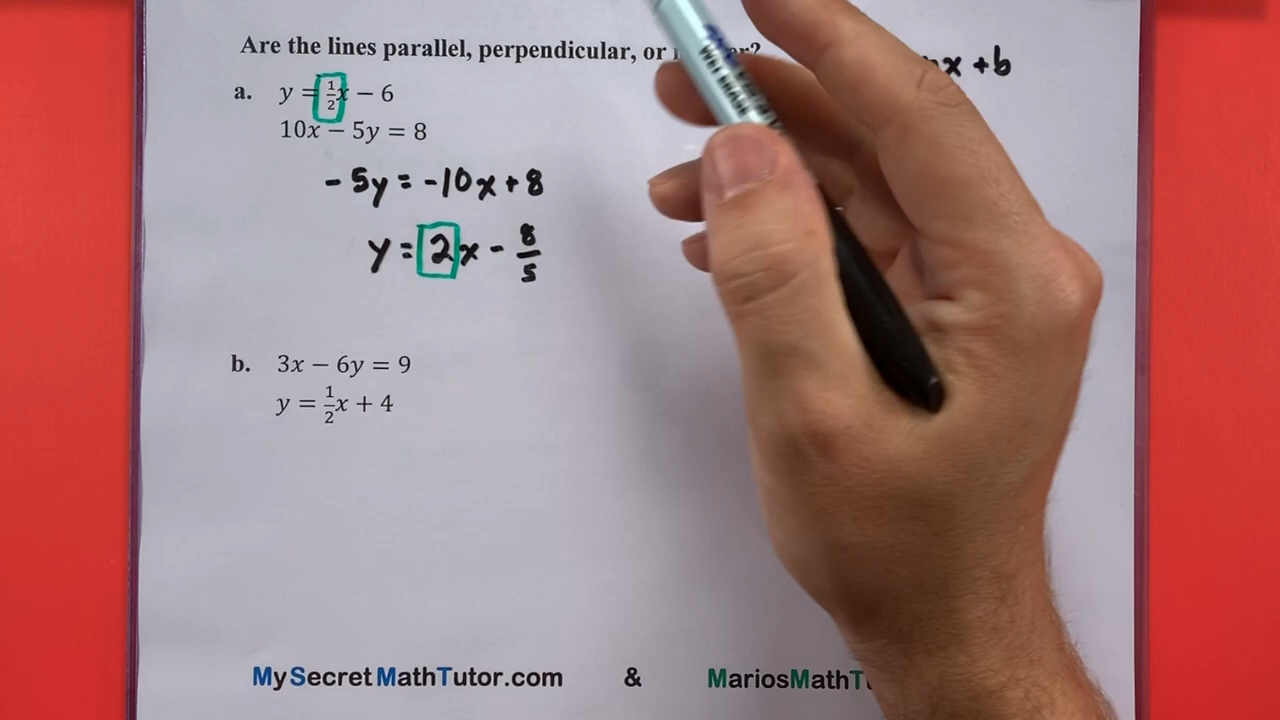 Are the lines parallel, perpendicular, or
x + b
a. y = 1/2x − 6
10x − 5y = 8
- 5y = -10x + 8
y = 2x - 8/5
b. 3x − 6y = 9
y = 1/2x + 4
MySecretMathTutor.com & MariosMathT